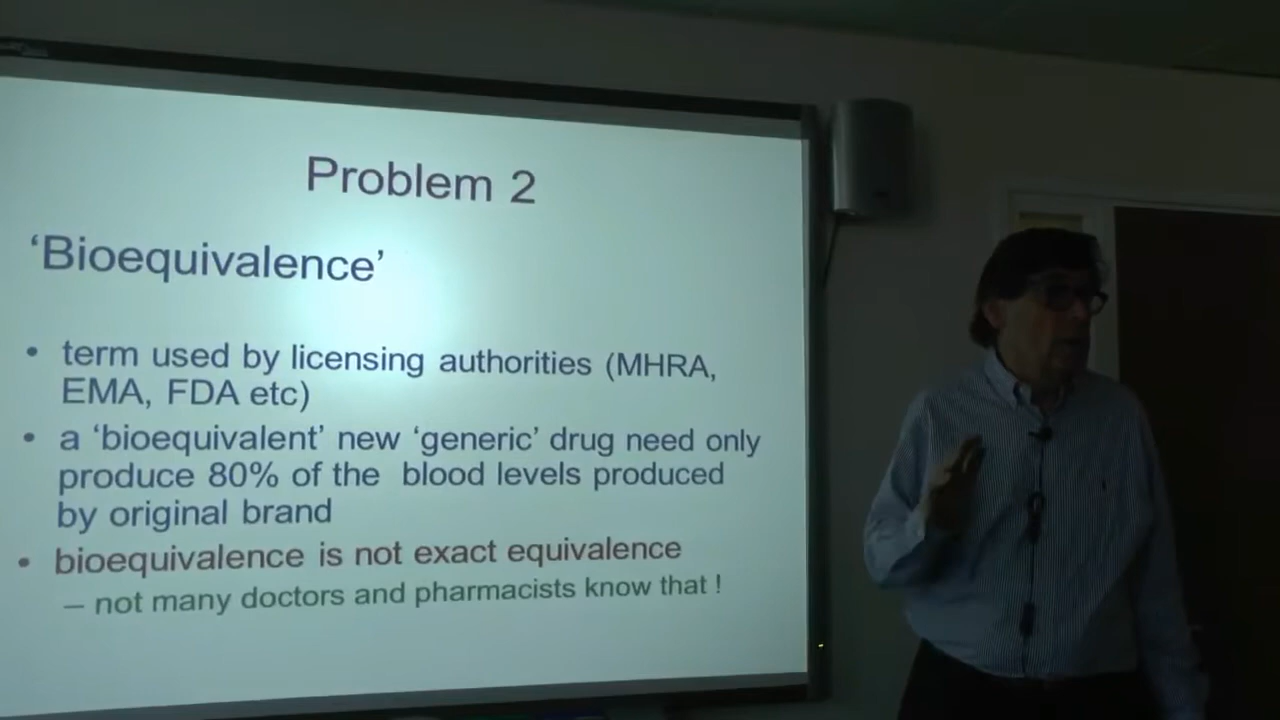 Problem 2
‘Bioequivalence’
• term used by licensing authorities (MHRA,
EMA, FDA etc)
• a ‘bioequivalent’ new ‘generic’ drug need only
produce 80% of the blood levels produced
by original brand
• bioequivalence is not exact equivalence
– not many doctors and pharmacists know that !